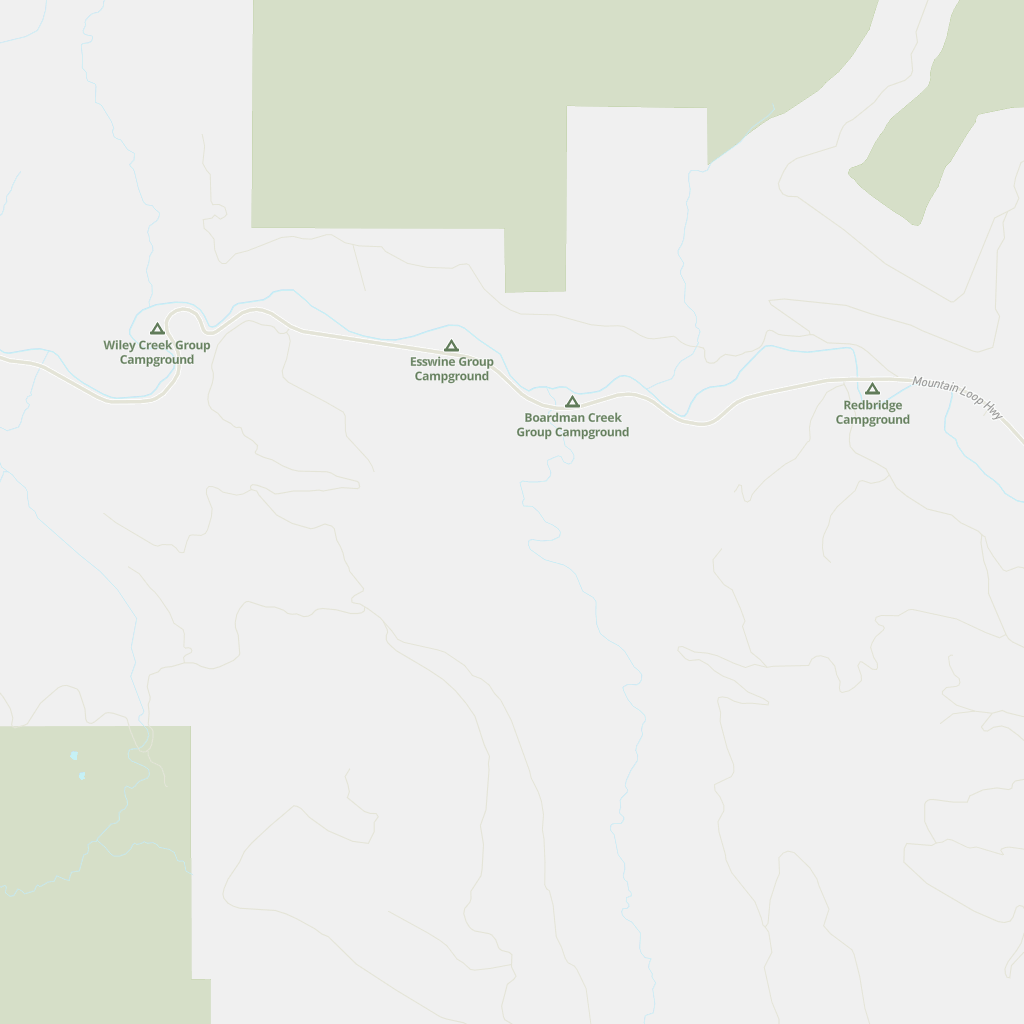 Wiley Creek Group
Campground
Esswine Group
Campground
Boardman Creek
Group Campground
Redbridge
Campground
Mountain Loop Hwy